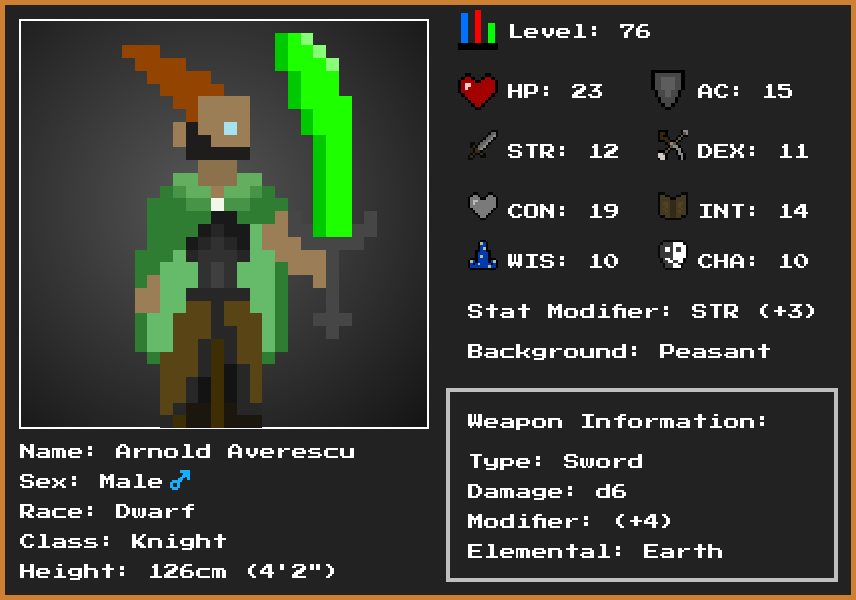 Level: 76
HP: 23 AC: 15
STR: 12 DEX: 11
CON: 19 INT: 14
WIS: 10 CHA: 10
Stat Modifier: STR (+3)
Background: Peasant
Weapon Information:
Type: Sword
Damage: d6
Modifier: (+4)
Elemental: Earth
Name: Arnold Averescu
Sex: Male♂
Race: Dwarf
Class: Knight
Height: 126cm (4'2")